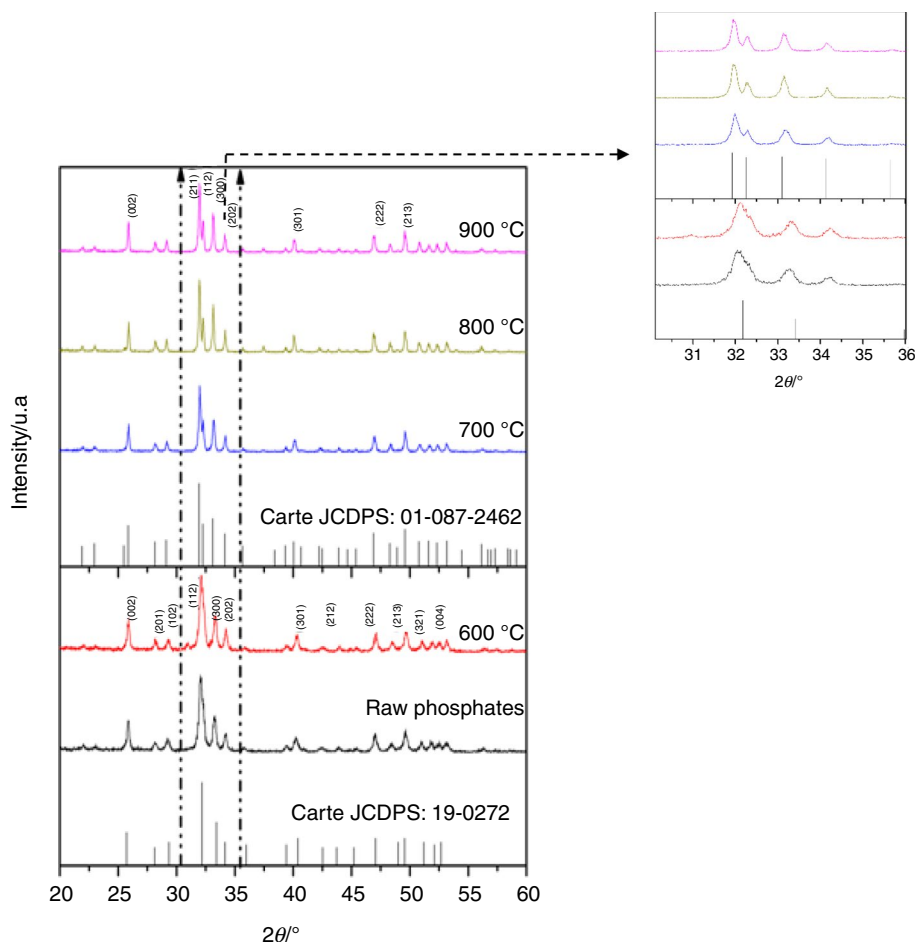 31 32 33 34 35 36
2θ/°
(002)
(211)
(112)
(300)
(202)
(301)
(222)
(213)
900 °C
800 °C
700 °C
Carte JCDPS: 01-087-2462
(002)
(201)
(102)
(112)
(300)
(202)
(301)
(212)
(222)
(213)
(321)
(004)
600 °C
Raw phosphates
Carte JCDPS: 19-0272
Intensity/u.a
20 25 30 35 40 45 50 55 60
2θ/°